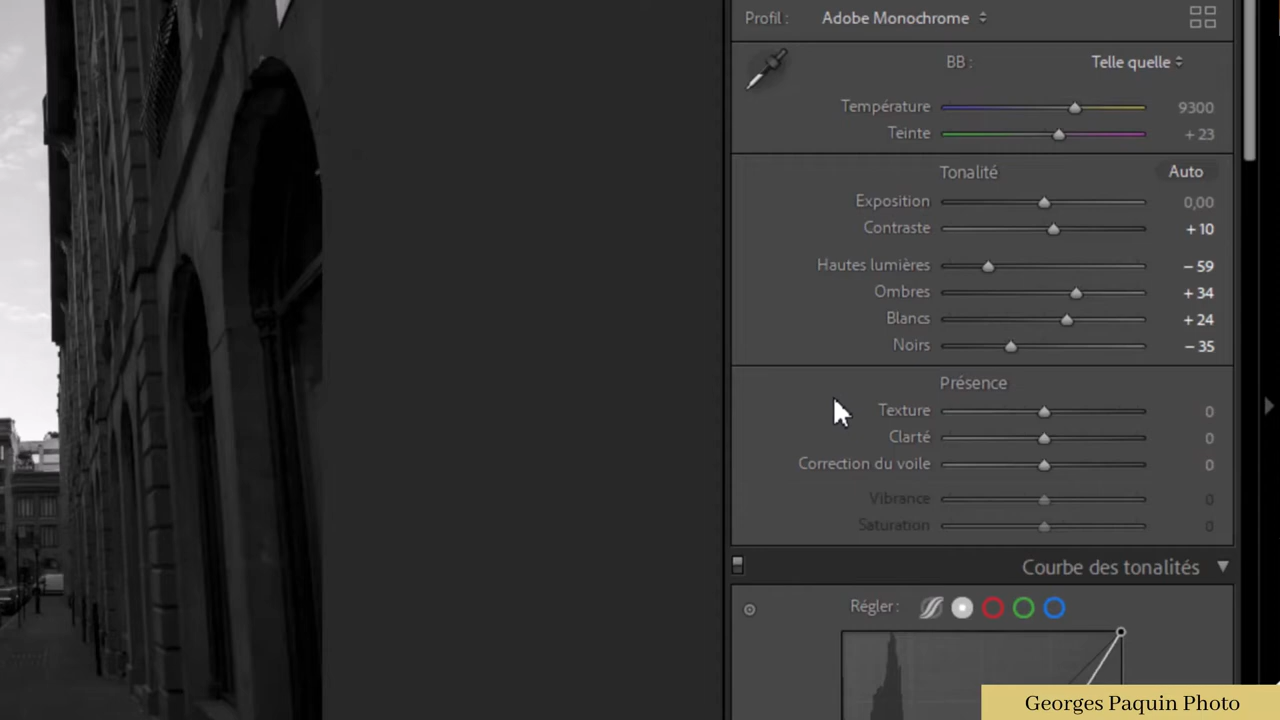 Profil : Adobe Monochrome
BB : Telle quelle
Température 9300
Teinte + 23
Tonalité Auto
Exposition 0,00
Contraste + 10
Hautes lumières − 59
Ombres + 34
Blancs + 24
Noirs − 35
Présence
Texture 0
Clarté 0
Correction du voile 0
Vibrance 0
Saturation 0
Courbe des tonalités
Régler :
Georges Paquin Photo